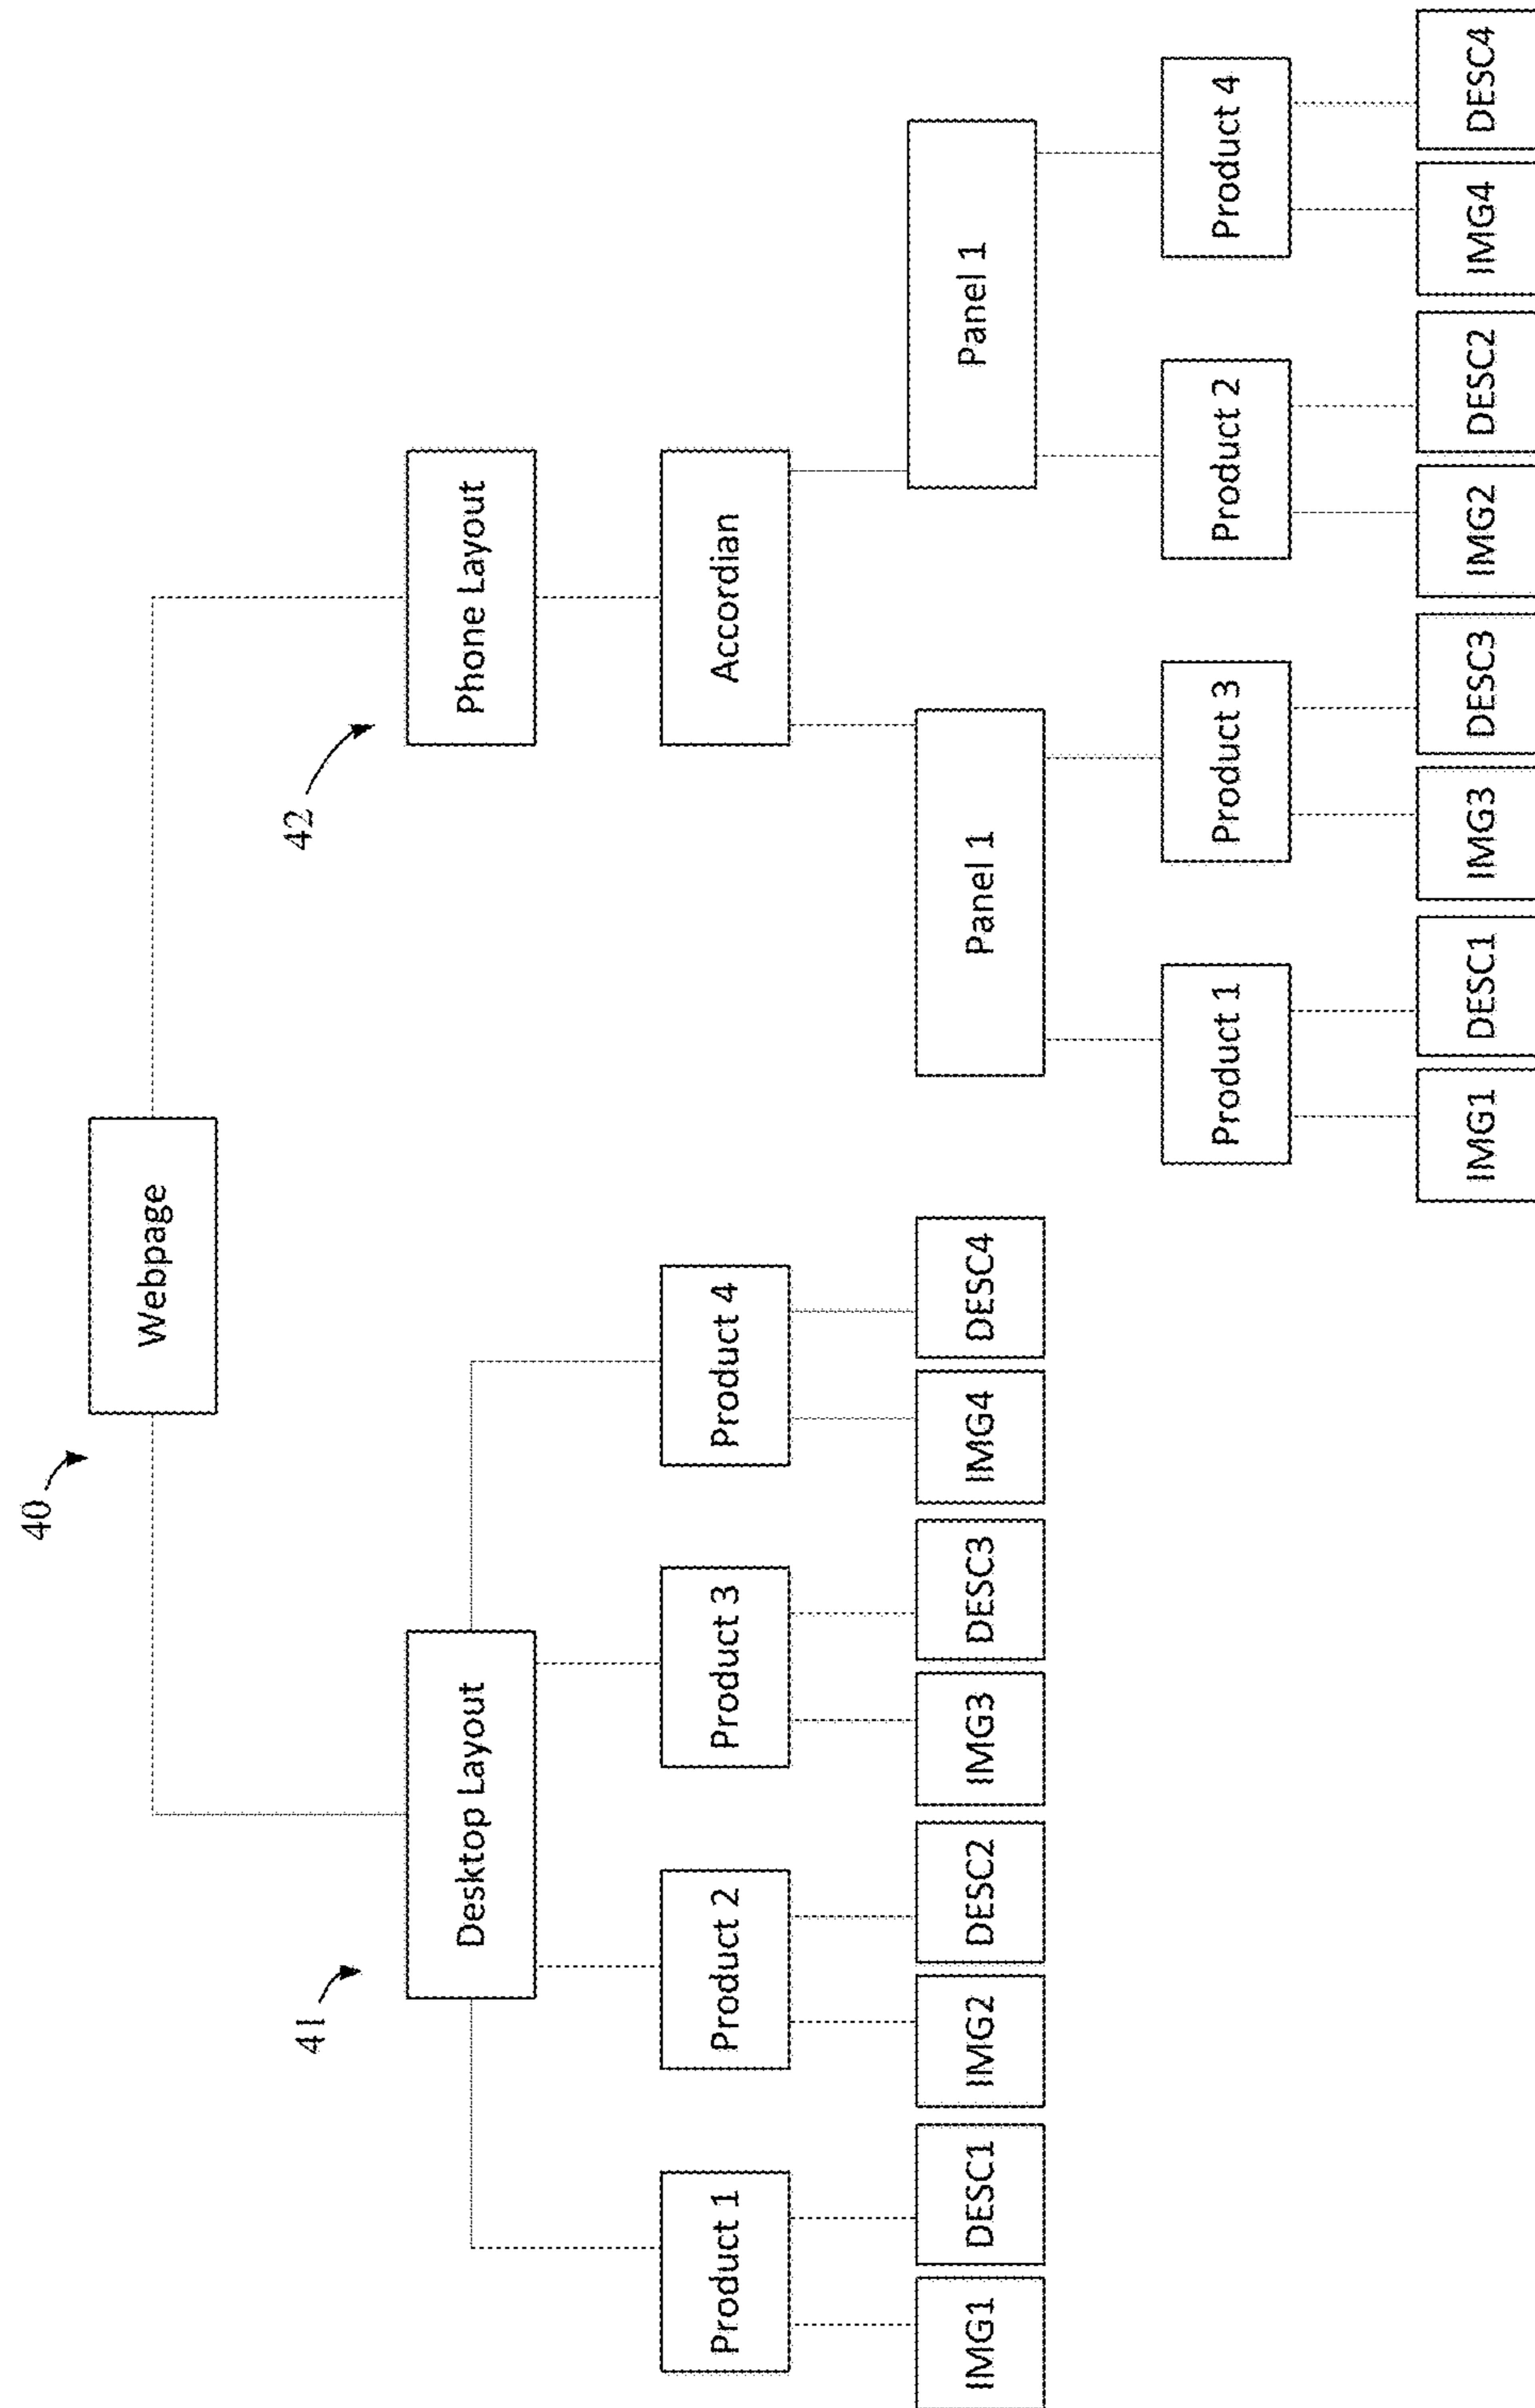 40
Webpage
41
Desktop Layout
42
Phone Layout
Product 1
Product 2
Product 3
Product 4
Accordian
IMG1
DESC1
IMG2
DESC2
IMG3
DESC3
IMG4
DESC4
Panel 1
Panel 1
Product 1
Product 3
Product 2
Product 4
IMG1
DESC1
IMG3
DESC3
IMG2
DESC2
IMG4
DESC4